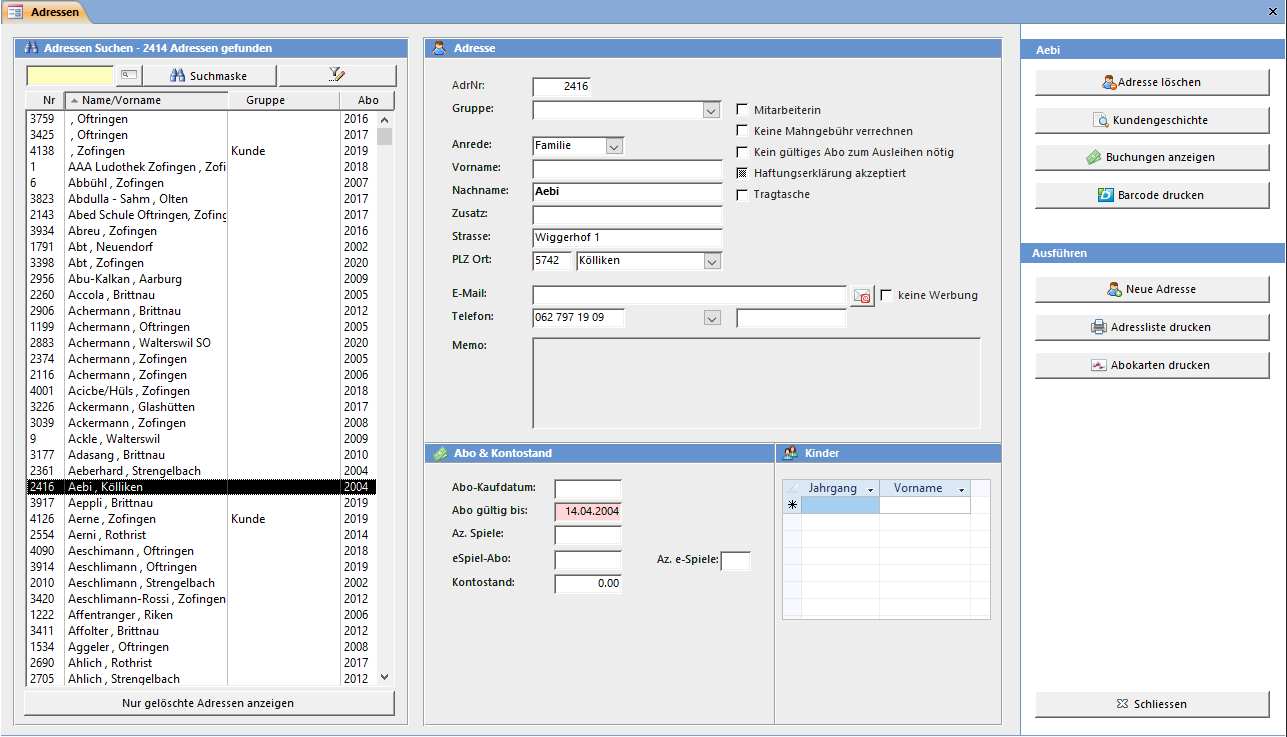 Adressen
Adressen Suchen - 2414 Adressen gefunden
Suchmaske
Nr Name/Vorname Gruppe Abo
3759 , Oftringen 2016
3425 , Oftringen 2017
4138 , Zofingen Kunde 2019
1 AAA Ludothek Zofingen , Zofi 2018
6 Abbühl , Zofingen 2007
3823 Abdulla - Sahm , Olten 2017
2143 Abed Schule Oftringen, Zofing 2017
3934 Abreu , Zofingen 2016
1791 Abt , Neuendorf 2002
3398 Abt , Zofingen 2020
2956 Abu-Kalkan , Aarburg 2009
2260 Accola , Brittnau 2005
2906 Achermann , Brittnau 2012
1199 Achermann , Oftringen 2005
2883 Achermann , Walterswil SO 2020
2374 Achermann , Zofingen 2005
2116 Achermann , Zofingen 2006
4001 Acicbe/Hüls , Zofingen 2018
3226 Ackermann , Glashütten 2017
3039 Ackermann , Zofingen 2008
9 Ackle , Walterswil 2009
3177 Adasang , Brittnau 2010
2361 Aeberhard , Strengelbach 2004
2416 Aebi , Kölliken 2004
3917 Aeppli , Brittnau 2019
4126 Aerne , Zofingen Kunde 2019
2554 Aerni , Rothrist 2014
4090 Aeschimann , Oftringen 2018
3914 Aeschlimann , Oftringen 2019
2010 Aeschlimann , Strengelbach 2002
3420 Aeschlimann-Rossi , Zofingen 2012
1222 Affentranger , Riken 2006
3411 Affolter , Brittnau 2012
1534 Aggeler , Oftringen 2008
2690 Ahlich , Rothrist 2017
2705 Ahlich , Strengelbach 2012
Nur gelöschte Adressen anzeigen
Adresse
AdrNr: 2416
Gruppe:
Anrede: Familie
Vorname:
Nachname: Aebi
Zusatz:
Strasse: Wiggerhof 1
PLZ Ort: 5742 Kölliken
Mitarbeiterin
Keine Mahngebühr verrechnen
Kein gültiges Abo zum Ausleihen nötig
Haftungserklärung akzeptiert
Tragtasche
E-Mail: keine Werbung
Telefon: 062 797 19 09
Memo:
Abo & Kontostand
Abo-Kaufdatum:
Abo gültig bis: 14.04.2004
Az. Spiele:
eSpiel-Abo: Az. e-Spiele:
Kontostand: 0.00
Kinder
Jahrgang Vorname
Aebi
Adresse löschen
Kundengeschichte
Buchungen anzeigen
Barcode drucken
Ausführen
Neue Adresse
Adressliste drucken
Abokarten drucken
Schliessen